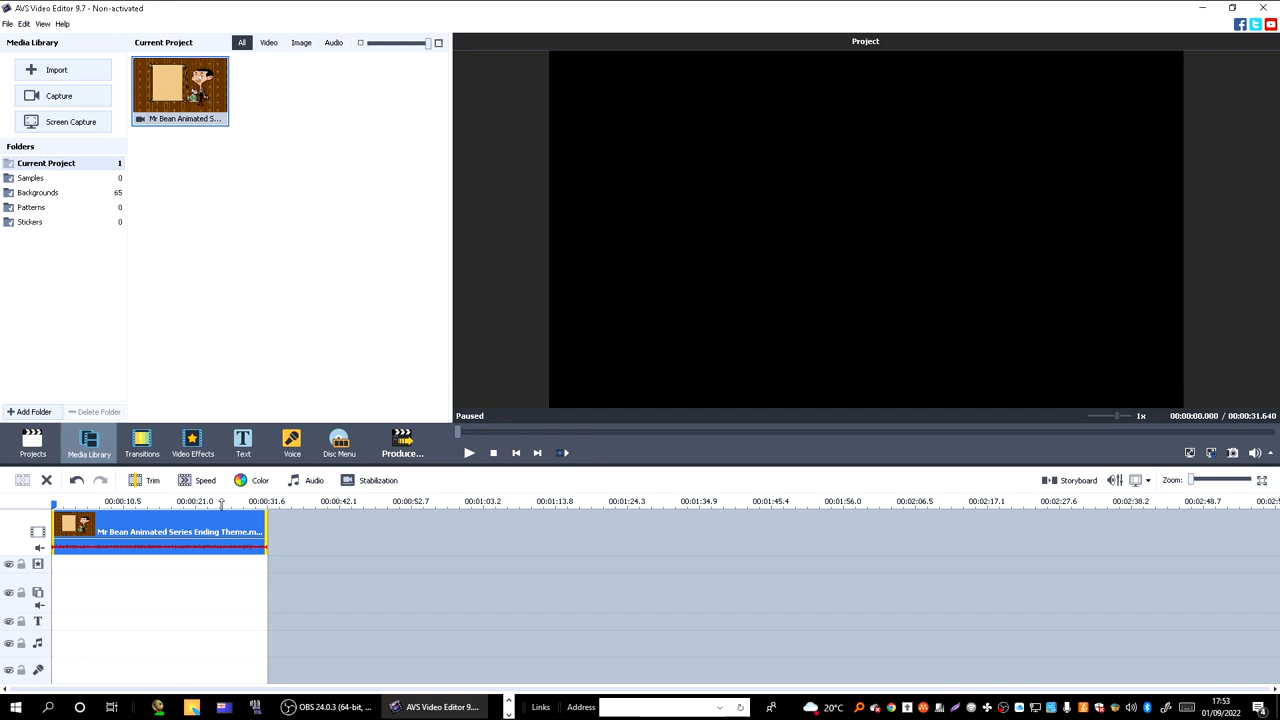 AVS Video Editor 9.7 - Non-activated
File Edit View Help
Media Library
Current Project All Video Image Audio
Project
Import
Capture
Screen Capture
Mr Bean Animated S...
Folders
Current Project 1
Samples 0
Backgrounds 65
Patterns 0
Stickers 0
Add Folder Delete Folder
Paused 1x 00:00:00.000 / 00:00:31.640
Projects Media Library Transitions Video Effects Text Voice Disc Menu Produce...
Trim Speed Color Audio Stabilization Storyboard Zoom:
00:00:10.5 00:00:21.0 00:00:31.6 00:00:42.1 00:00:52.7 00:01:03.2 00:01:13.8 00:01:24.3 00:01:34.9 00:01:45.4 00:01:56.0 00:02:06.5 00:02:17.1 00:02:27.6 00:02:38.2 00:02:48.7
Mr Bean Animated Series Ending Theme.m...
T
OBS 24.0.3 (64-bit, ... AVS Video Editor 9.... Links Address 20°C 17:53
01/09/2022